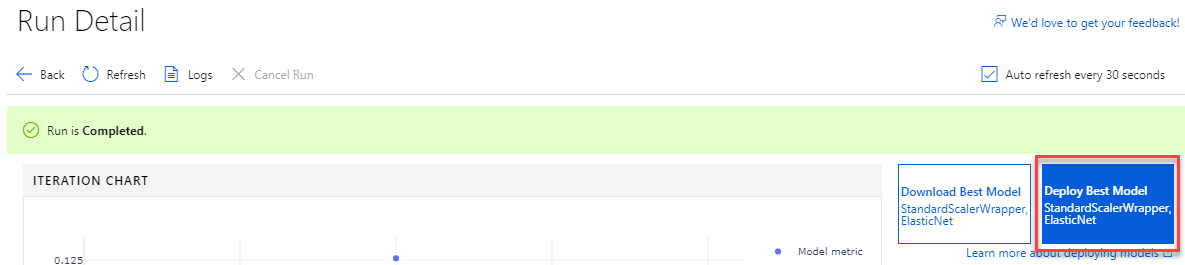 Run Detail
We'd love to get your feedback!
Back Refresh Logs Cancel Run Auto refresh every 30 seconds
Run is Completed.
ITERATION CHART
Download Best Model
StandardScalerWrapper,
ElasticNet
Deploy Best Model
StandardScalerWrapper,
ElasticNet
Learn more about deploying models
Model metric
0.125